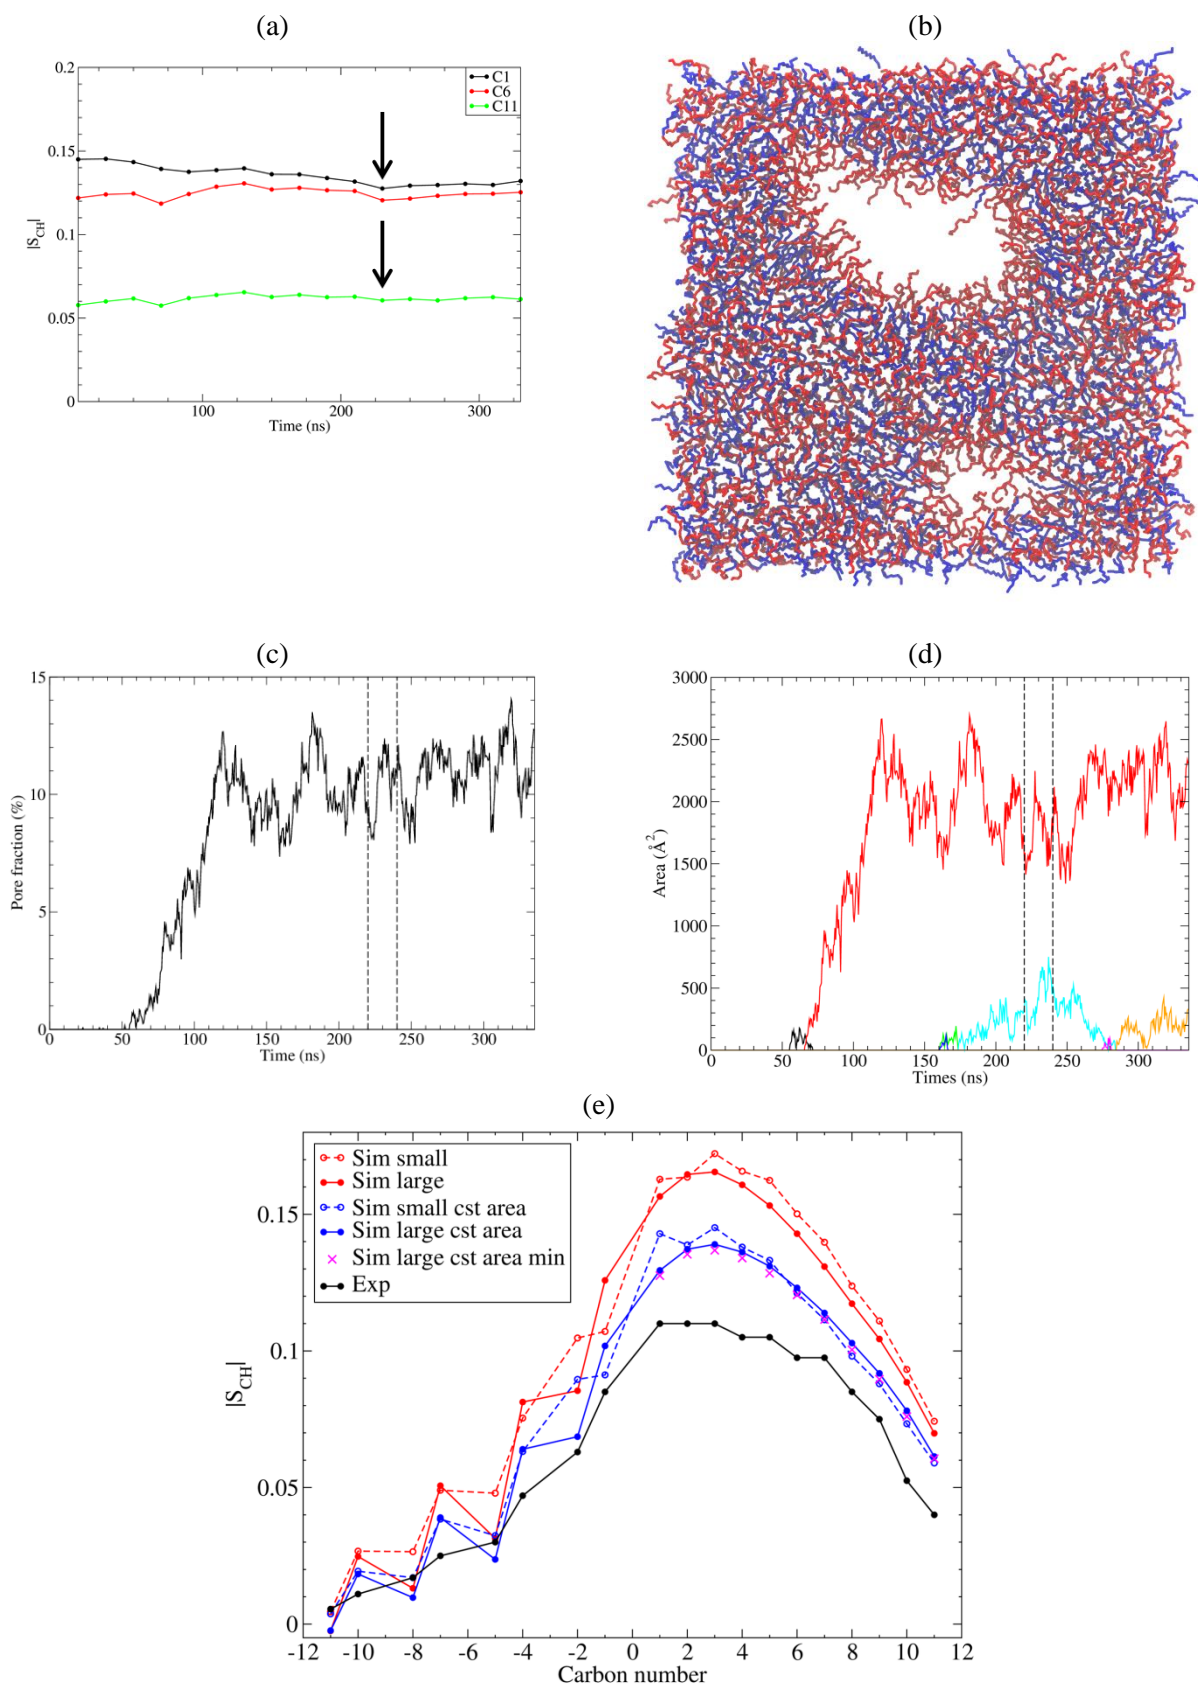 (a)
(b)
0.2
0.15
0.1
0.05
0
|S_CH|
C1
C6
C11
100
200
300
Time (ns)
(c)
(d)
15
10
5
0
Pore fraction (%)
0
50
100
150
200
250
300
Time (ns)
3000
2500
2000
1500
1000
500
0
Area (Å²)
0
50
100
150
200
250
300
Times (ns)
(e)
Sim small
Sim large
Sim small cst area
Sim large cst area
Sim large cst area min
Exp
0.15
0.1
0.05
0
|S_CH|
-12
-10
-8
-6
-4
-2
0
2
4
6
8
10
12
Carbon number